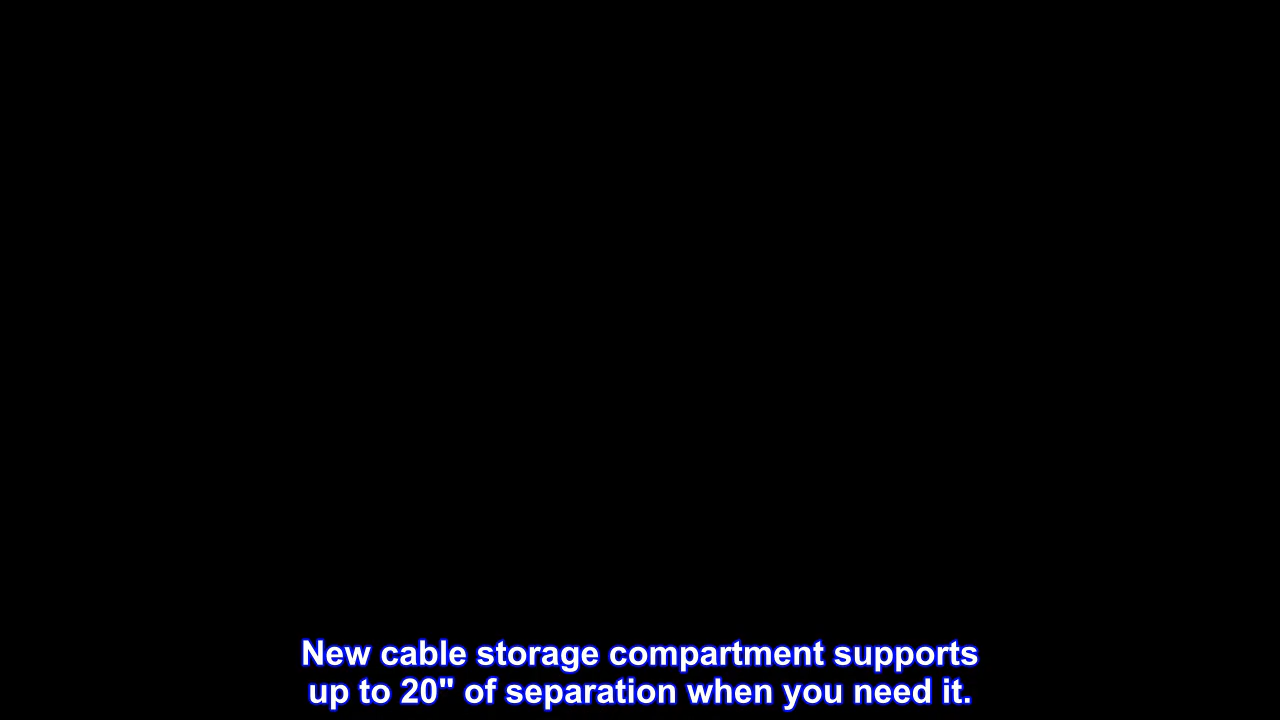 New cable storage compartment supports
up to 20" of separation when you need it.